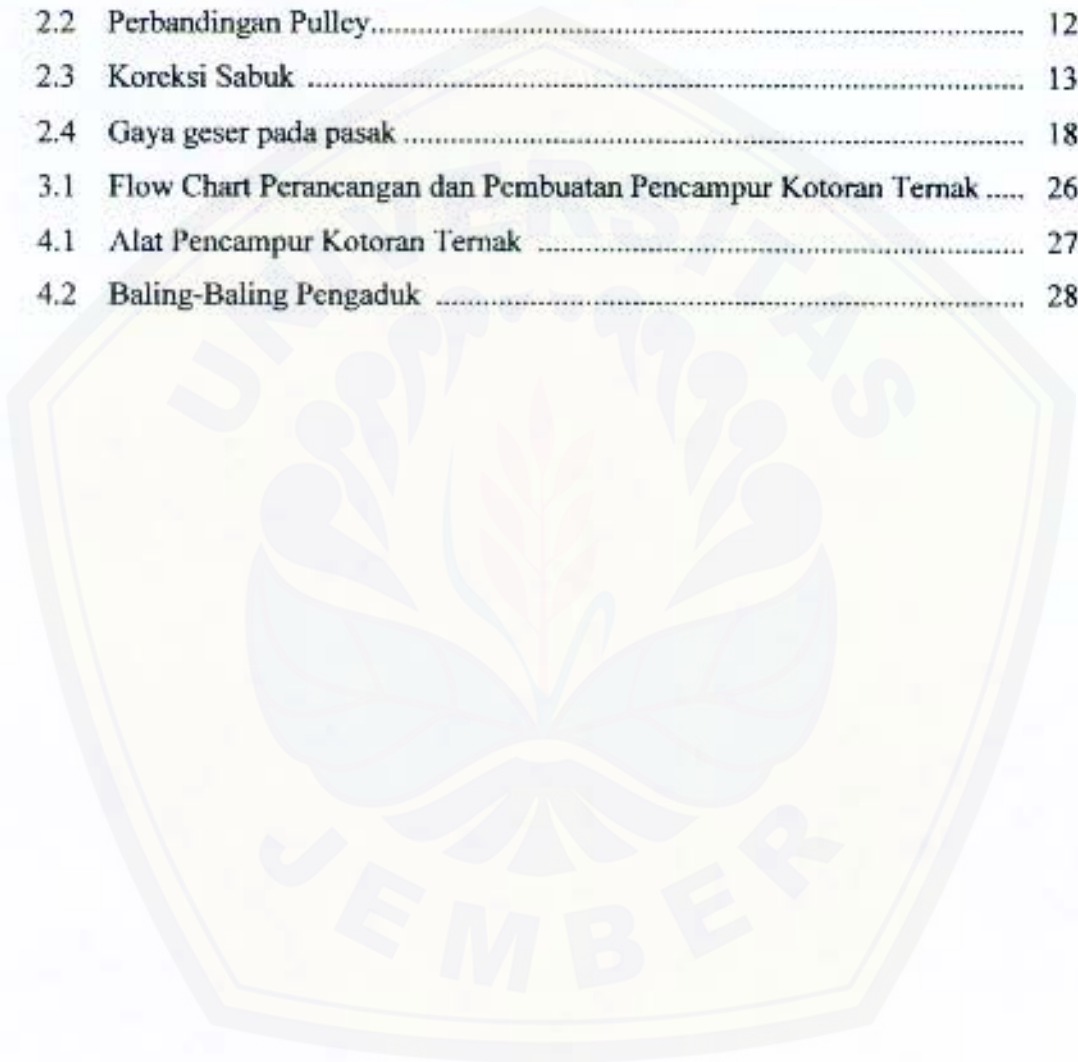 2.2 Perbandingan Pulley................................................................ 12
2.3 Koreksi Sabuk ................................................................ 13
2.4 Gaya geser pada pasak ................................................................ 18
3.1 Flow Chart Perancangan dan Pembuatan Pencampur Kotoran Ternak ..... 26
4.1 Alat Pencampur Kotoran Ternak ................................................................ 27
4.2 Baling-Baling Pengaduk ................................................................ 28
UNIVERSITAS
JEMBER